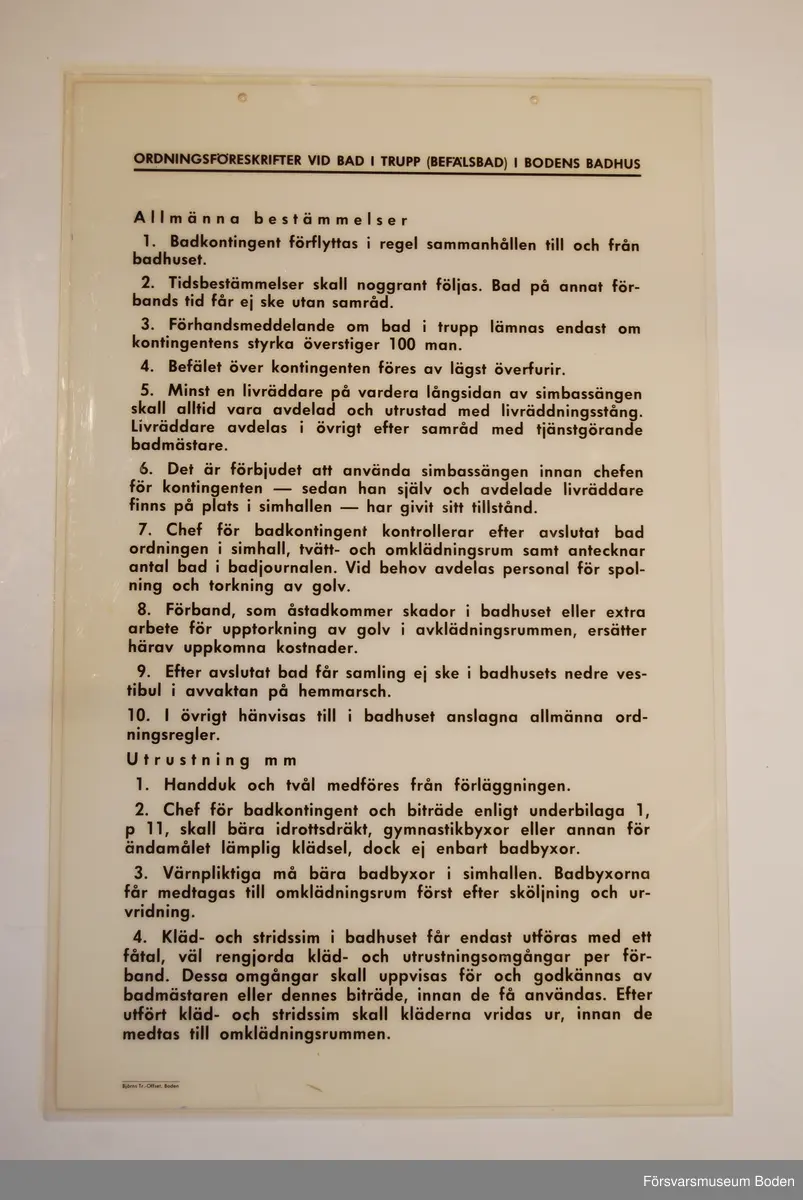 ORDNINGSFÖRESKRIFTER VID BAD I TRUPP (BEFÄLSBAD) I BODENS BADHUS
Allmänna bestämmelser
1. Badkontingent förflyttas i regel sammanhållen till och från
badhuset.
2. Tidsbestämmelser skall noggrant följas. Bad på annat för-
bands tid får ej ske utan samråd.
3. Förhandsmeddelande om bad i trupp lämnas endast om
kontingentens styrka överstiger 100 man.
4. Befälet över kontingenten föres av lägst överfurir.
5. Minst en livräddare på vardera långsidan av simbassängen
skall alltid vara avdelad och utrustad med livräddningsstång.
Livräddare avdelas i övrigt efter samråd med tjänstgörande
badmästare.
6. Det är förbjudet att använda simbassängen innan chefen
för kontingenten — sedan han själv och avdelade livräddare
finns på plats i simhallen — har givit sitt tillstånd.
7. Chef för badkontingent kontrollerar efter avslutat bad
ordningen i simhall, tvätt- och omklädningsrum samt antecknar
antal bad i badjournalen. Vid behov avdelas personal för spol-
ning och torkning av golv.
8. Förband, som åstadkommer skador i badhuset eller extra
arbete för upptorkning av golv i avklädningsrummen, ersätter
härav uppkomna kostnader.
9. Efter avslutat bad får samling ej ske i badhusets nedre ves-
tibul i avvaktan på hemmarsch.
10. I övrigt hänvisas till i badhuset anslagna allmänna ord-
ningsregler.
Utrustning mm
1. Handduk och tvål medföres från förläggningen.
2. Chef för badkontingent och biträde enligt underbilaga 1,
p 11, skall bära idrottsdräkt, gymnastikbyxor eller annan för
ändamålet lämplig klädsel, dock ej enbart badbyxor.
3. Värnpliktiga må bära badbyxor i simhallen. Badbyxorna
får medtagas till omklädningsrum först efter sköljning och ur-
vridning.
4. Kläd- och stridssim i badhuset får endast utföras med ett
fåtal, väl rengjorda kläd- och utrustningsomgångar per för-
band. Dessa omgångar skall uppvisas för och godkännas av
badmästaren eller dennes biträde, innan de få användas. Efter
utfört kläd- och stridssim skall kläderna vridas ur, innan de
medtas till omklädningsrummen.
Björns Tr.-Offset, Boden
Försvarsmuseum Boden